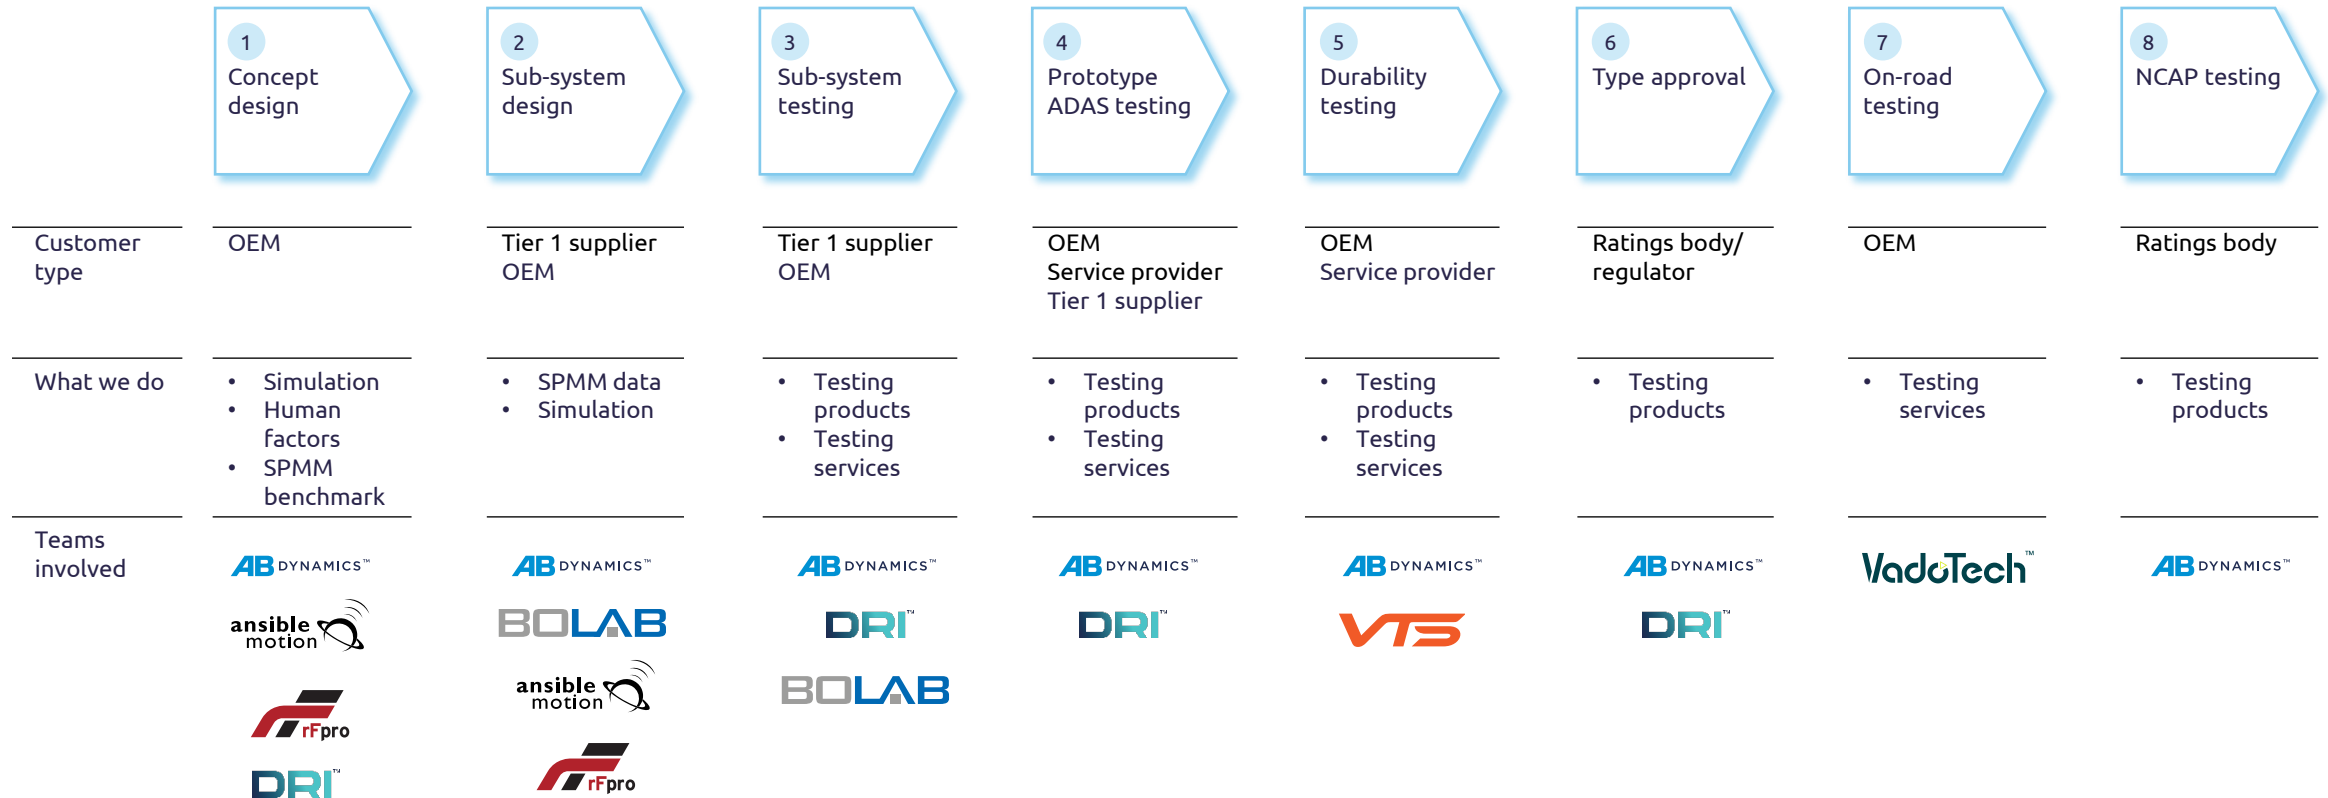 1
Concept
design
2
Sub-system
design
3
Sub-system
testing
4
Prototype
ADAS testing
5
Durability
testing
6
Type approval
7
On-road
testing
8
NCAP testing
Customer
type
OEM
Tier 1 supplier
OEM
Tier 1 supplier
OEM
OEM
Service provider
Tier 1 supplier
OEM
Service provider
Ratings body/
regulator
OEM
Ratings body
What we do
• Simulation
• Human
factors
• SPMM
benchmark
• SPMM data
• Simulation
• Testing
products
• Testing
services
• Testing
products
• Testing
services
• Testing
products
• Testing
services
• Testing
products
• Testing
services
• Testing
products
Teams
involved
AB DYNAMICS™
ansible
motion
rFpro
DRI™
AB DYNAMICS™
BOLAB
ansible
motion
rFpro
AB DYNAMICS™
DRI™
BOLAB
AB DYNAMICS™
DRI™
AB DYNAMICS™
VTS
AB DYNAMICS™
DRI™
VadoTech™
AB DYNAMICS™